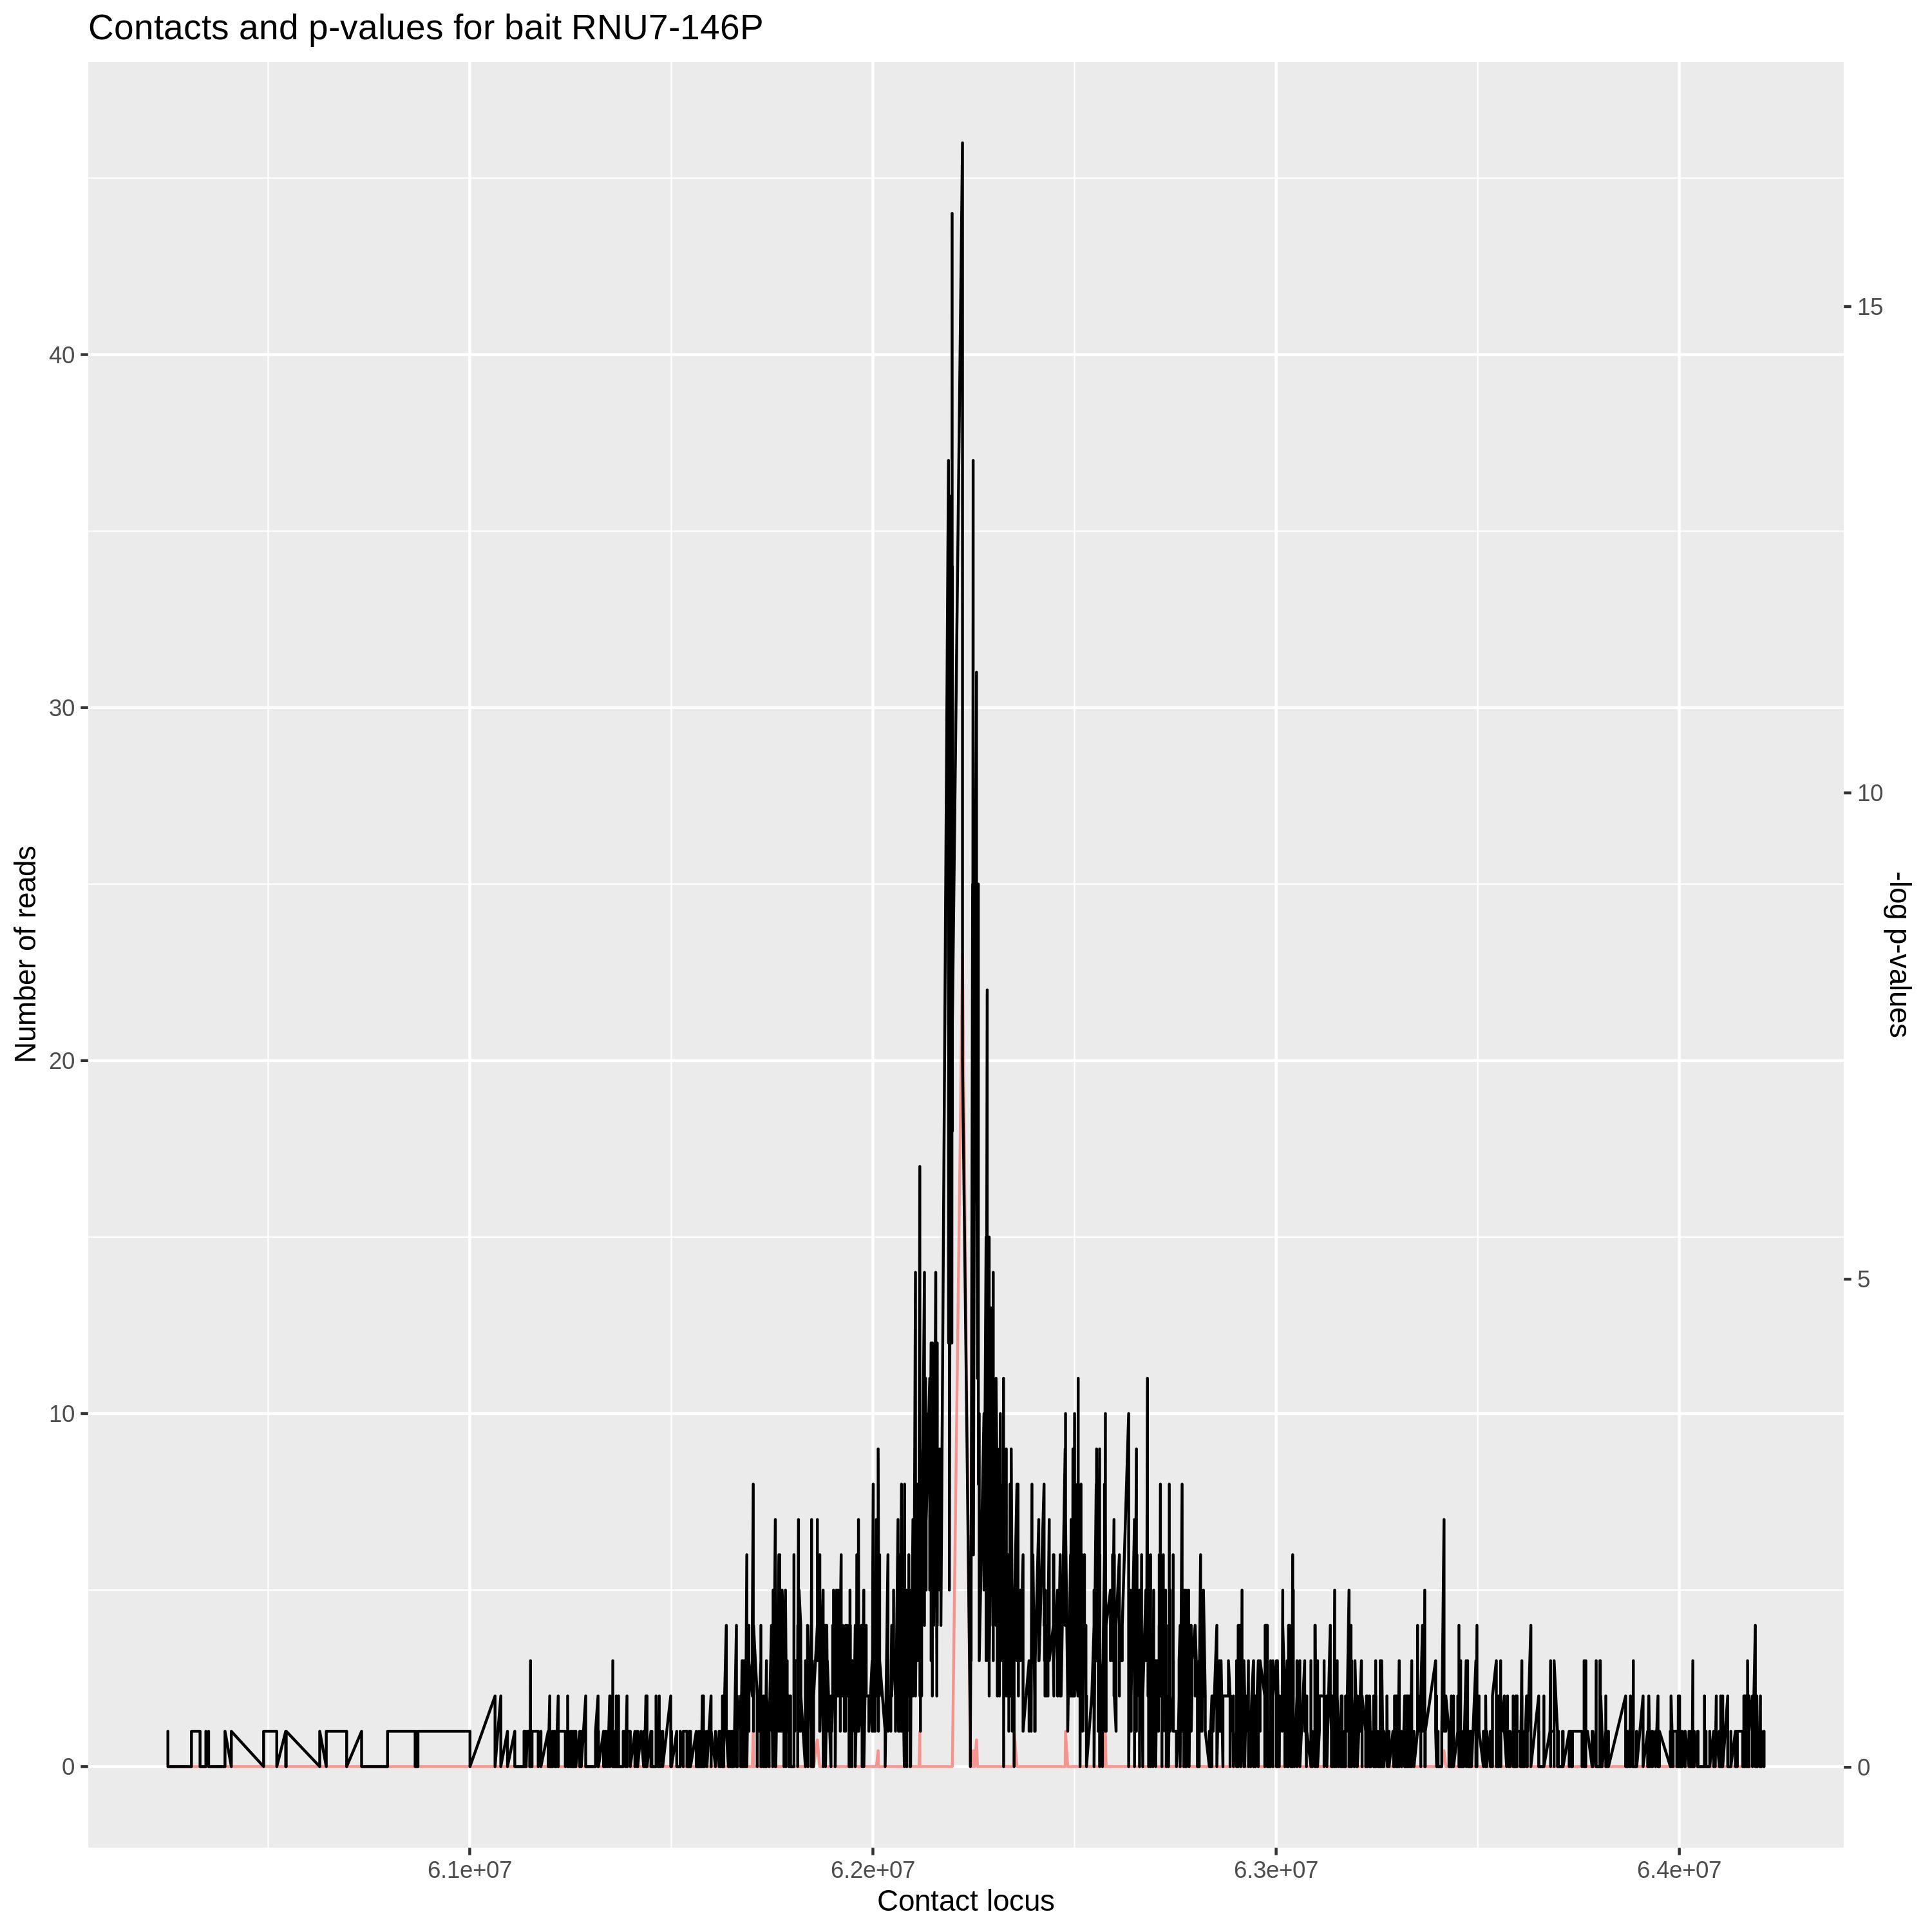 Contacts and p-values for bait RNU7-146P
40
30
20
10
0
Number of reads
15
10
5
0
-log p-values
6.1e+07
6.2e+07
6.3e+07
6.4e+07
Contact locus